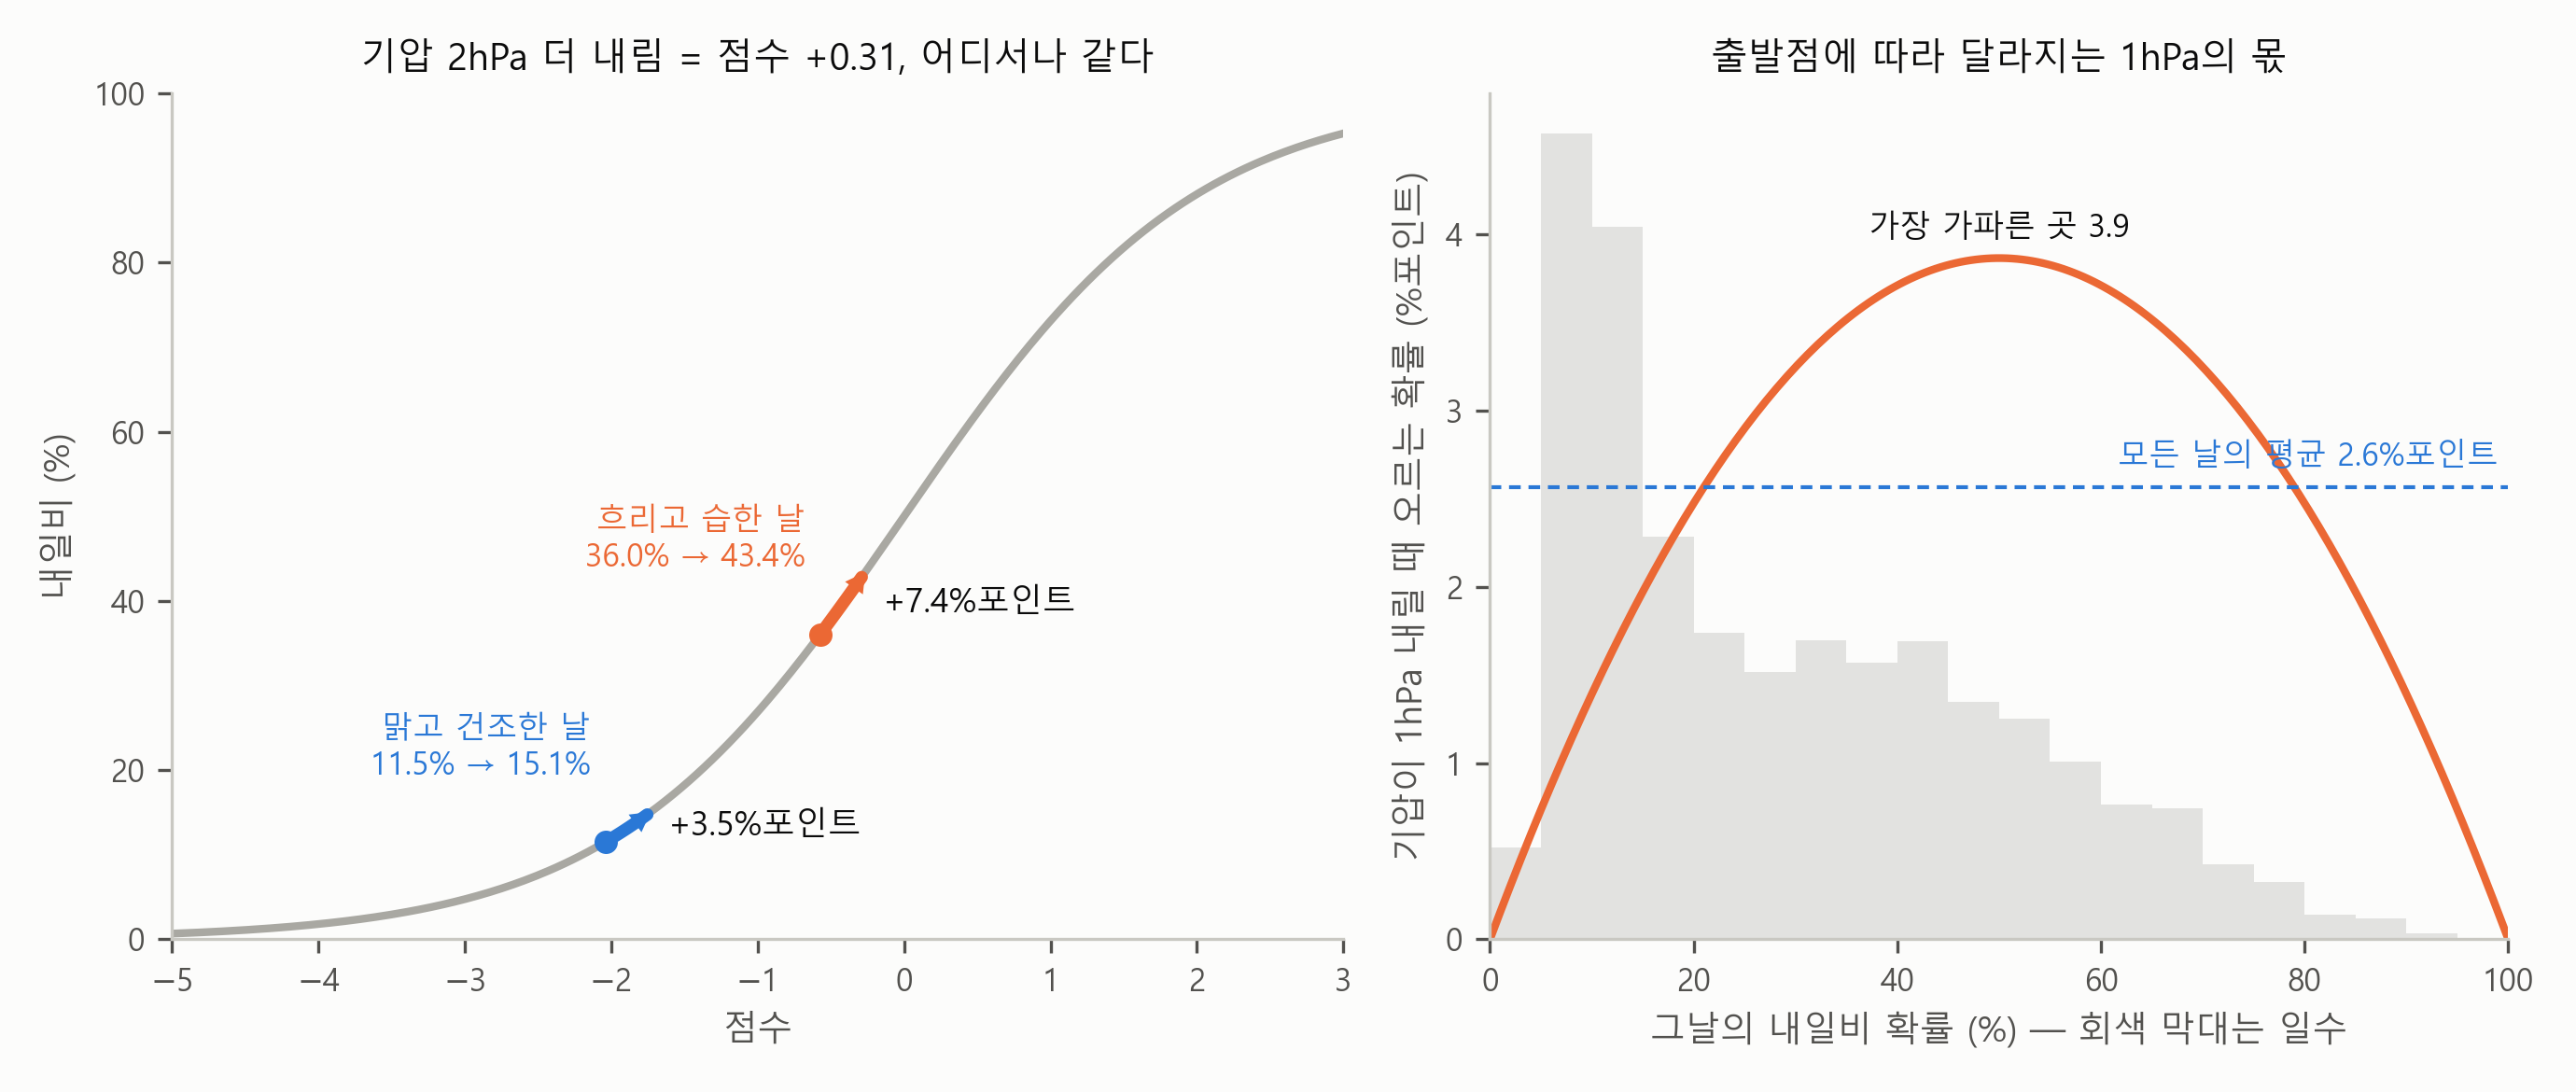 기압 2hPa 더 내림 = 점수 +0.31, 어디서나 같다
100
80
60
40
20
0
내일비 (%)
흐리고 습한 날
36.0% → 43.4%
+7.4%포인트
맑고 건조한 날
11.5% → 15.1%
+3.5%포인트
−5 −4 −3 −2 −1 0 1 2 3
점수
출발점에 따라 달라지는 1hPa의 몫
4
3
2
1
0
기압이 1hPa 내릴 때 오르는 확률 (%포인트)
가장 가파른 곳 3.9
모든 날의 평균 2.6%포인트
0 20 40 60 80 100
그날의 내일비 확률 (%) — 회색 막대는 일수